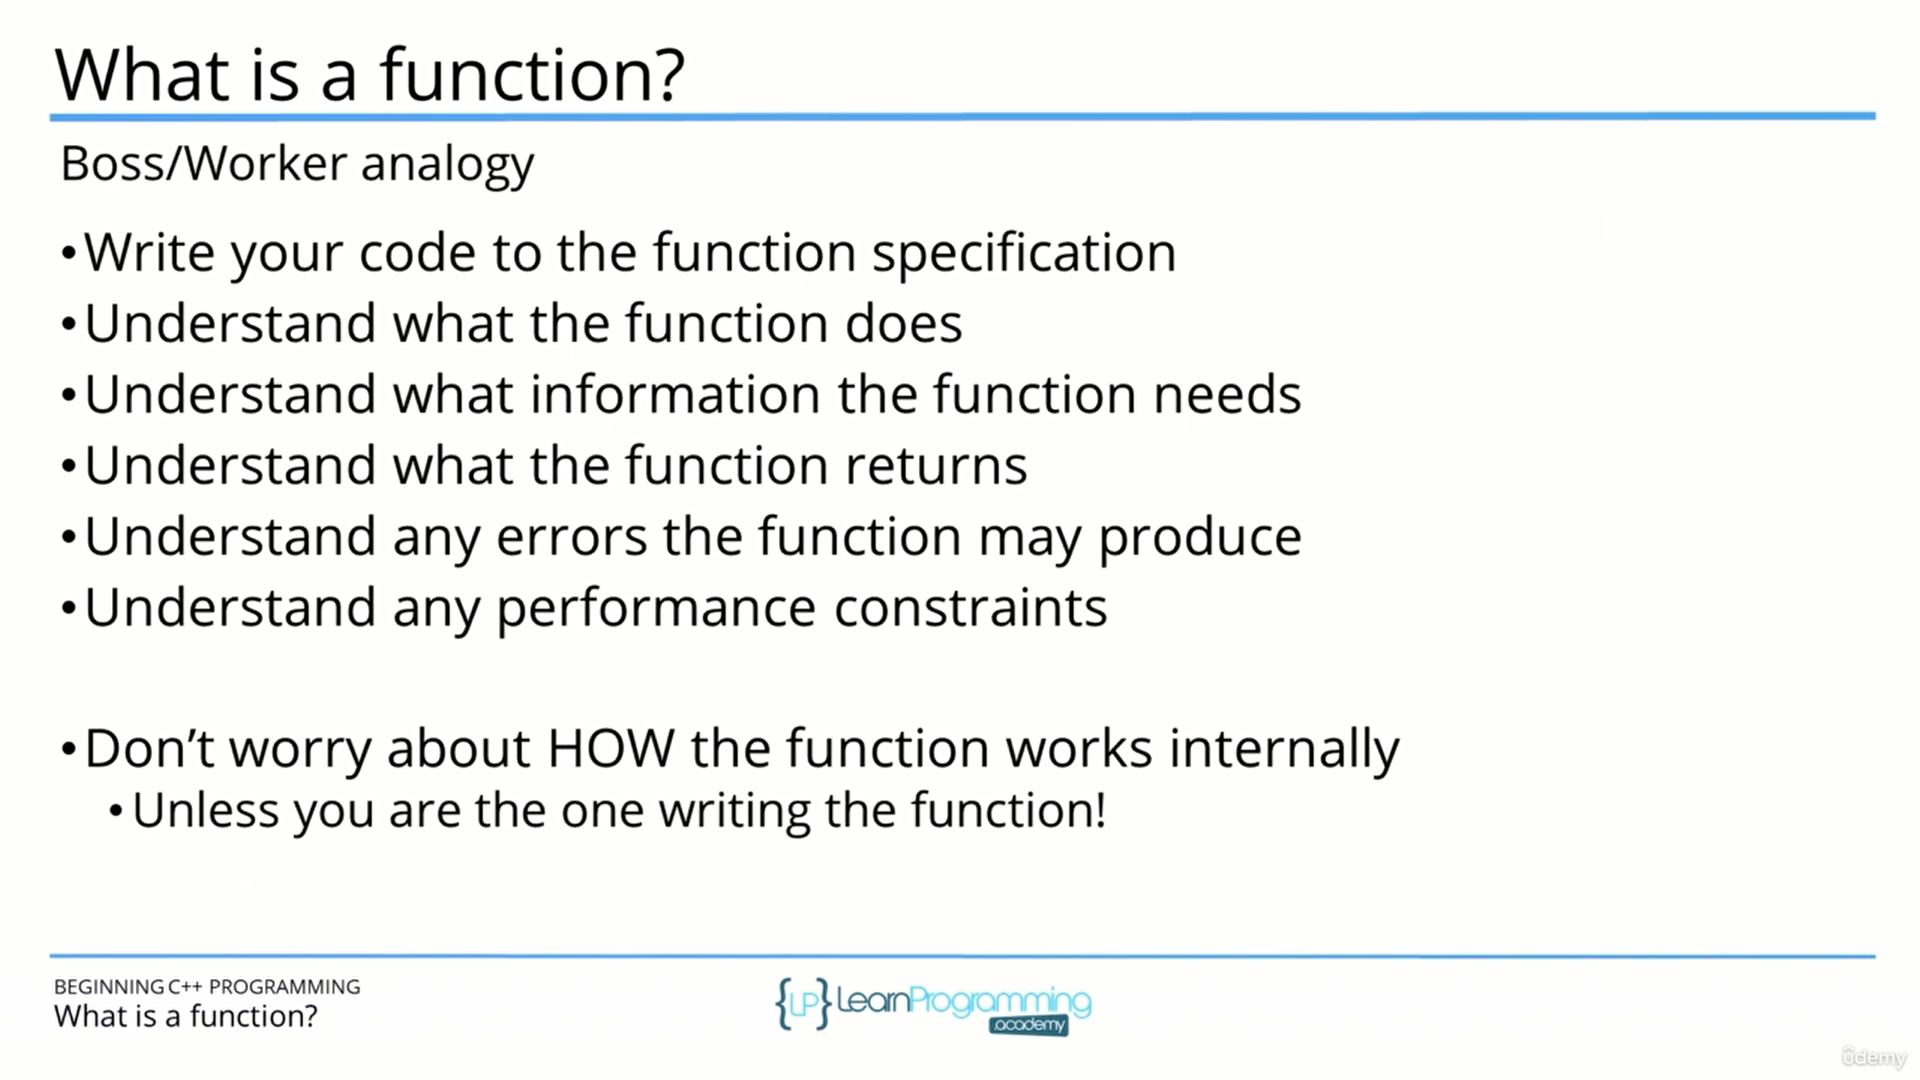 What is a function?
Boss/Worker analogy
•Write your code to the function specification
•Understand what the function does
•Understand what information the function needs
•Understand what the function returns
•Understand any errors the function may produce
•Understand any performance constraints
•Don’t worry about HOW the function works internally
•Unless you are the one writing the function!
BEGINNING C++ PROGRAMMING
What is a function?
{LP} LearnProgramming
.academy
ûdemy